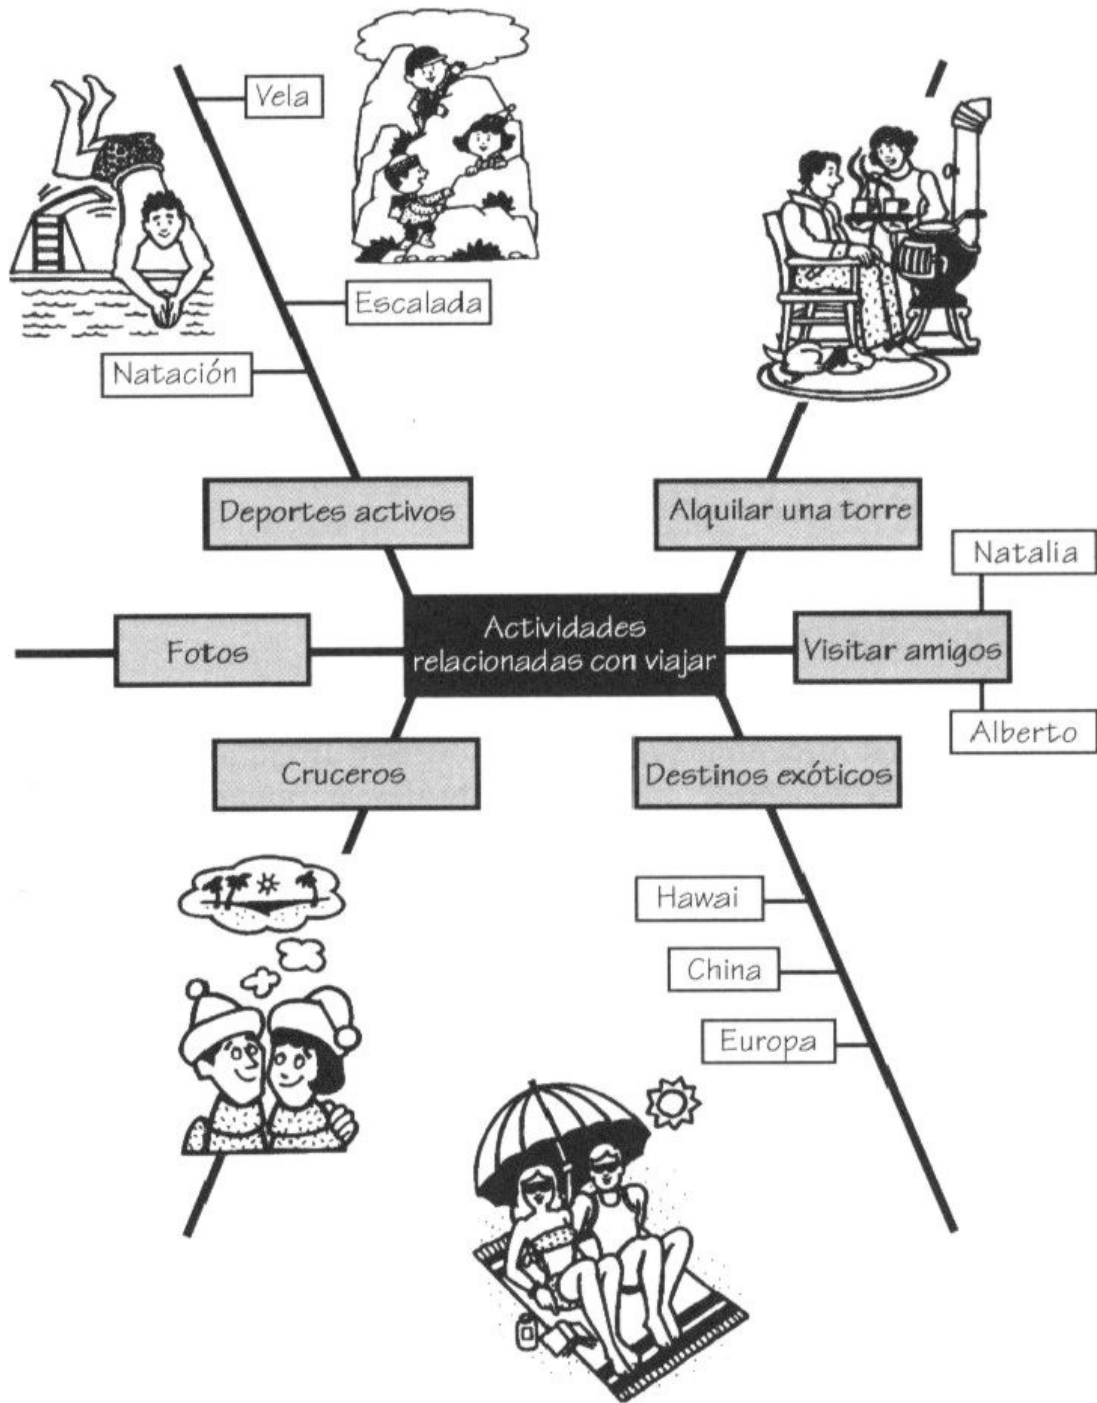 Vela
Escalada
Natación
Deportes activos
Alquilar una torre
Natalia
Fotos
Actividades
relacionadas con viajar
Visitar amigos
Alberto
Cruceros
Destinos exóticos
Hawai
China
Europa